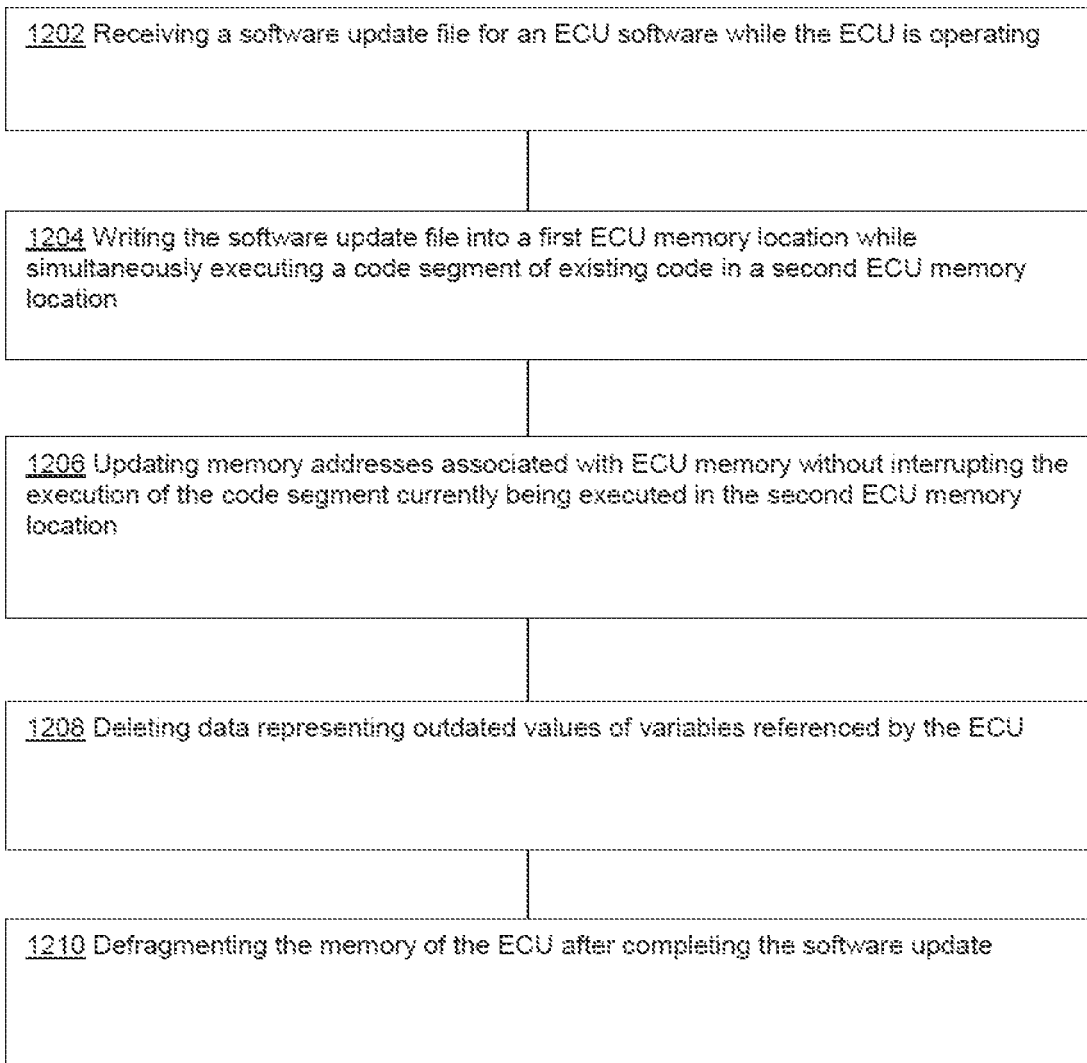 1202 Receiving a software update file for an ECU software while the ECU is operating
1204 Writing the software update file into a first ECU memory location while
simultaneously executing a code segment of existing code in a second ECU memory
location
1206 Updating memory addresses associated with ECU memory without interrupting the
execution of the code segment currently being executed in the second ECU memory
location
1208 Deleting data representing outdated values of variables referenced by the ECU
1210 Defragmenting the memory of the ECU after completing the software update